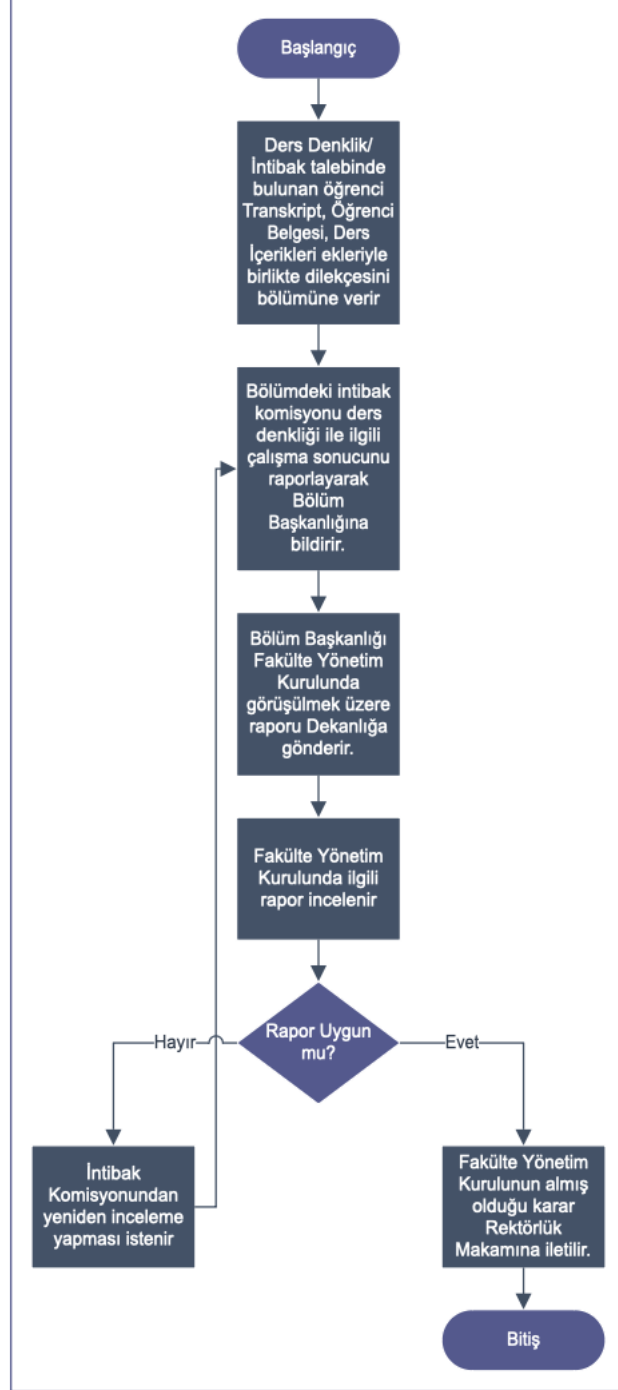 Başlangıç
Ders Denklik/
İntibak talebinde
bulunan öğrenci
Transkript, Öğrenci
Belgesi, Ders
İçerikleri ekleriyle
birlikte dilekçesini
bölümüne verir
Bölümdeki intibak
komisyonu ders
denkliği ile ilgili
çalışma sonucunu
raporlayarak
Bölüm
Başkanlığına
bildirir.
Bölüm Başkanlığı
Fakülte Yönetim
Kurulunda
görüşülmek üzere
raporu Dekanlığa
gönderir.
Fakülte Yönetim
Kurulunda ilgili
rapor incelenir
Rapor Uygun
mu?
Hayır
Evet
İntibak
Komisyonundan
yeniden inceleme
yapması istenir
Fakülte Yönetim
Kurulunun almış
olduğu karar
Rektörlük
Makamına iletilir.
Bitiş